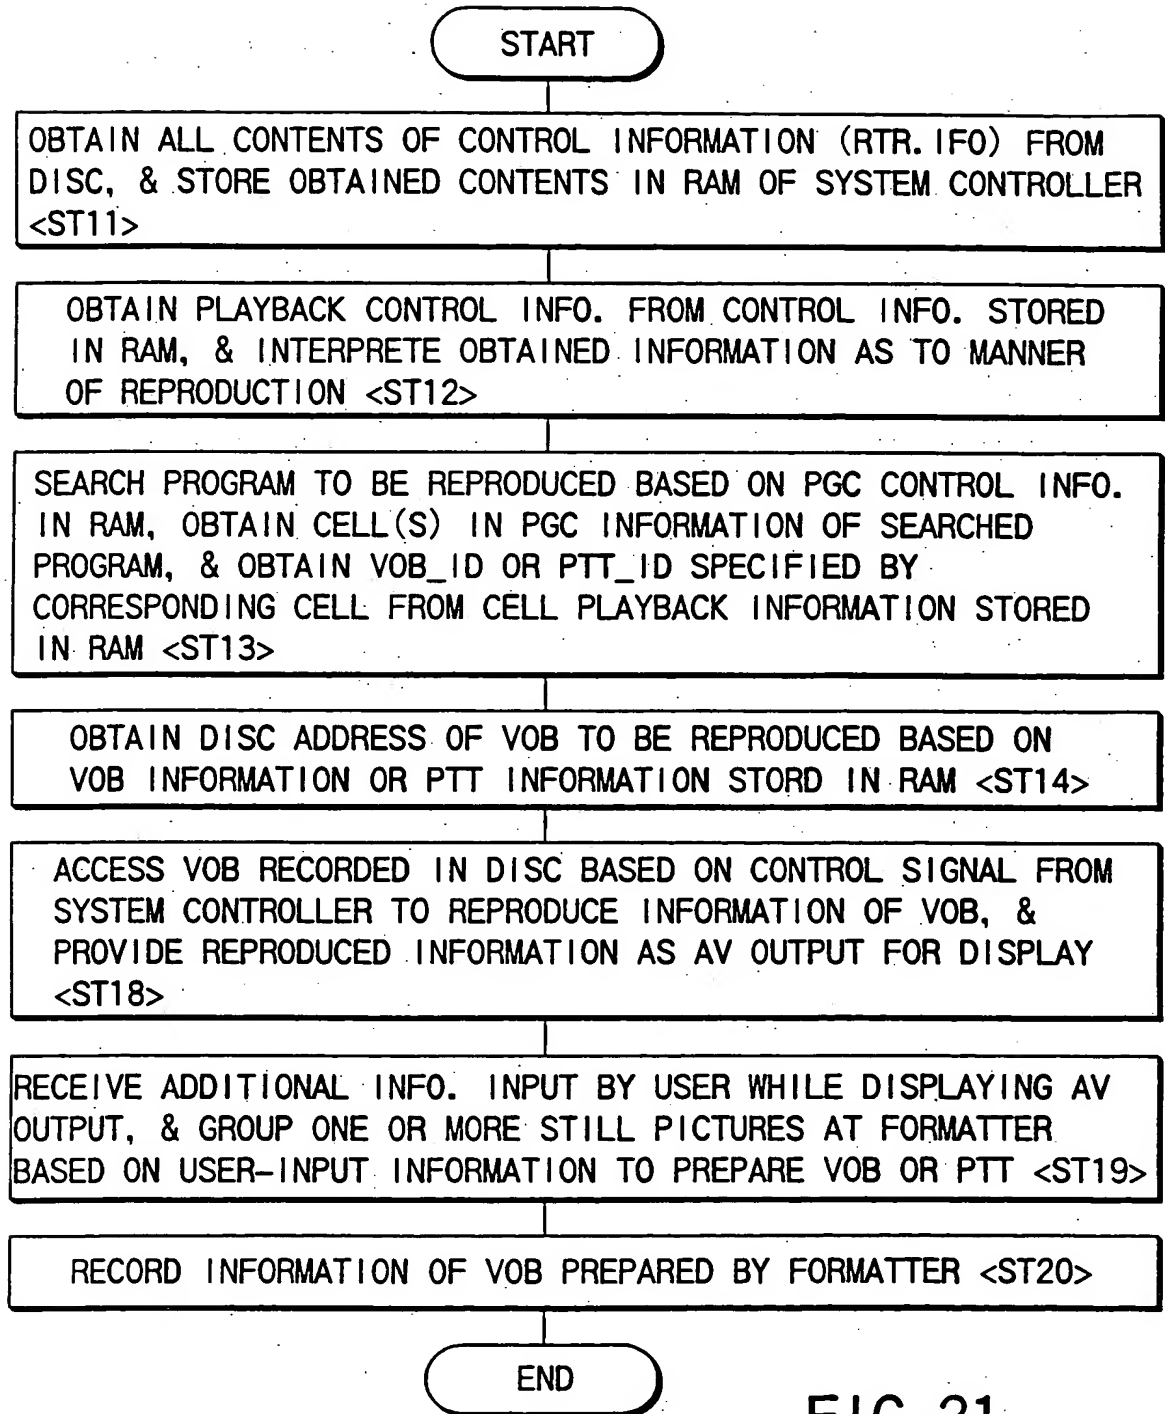 START
OBTAIN ALL CONTENTS OF CONTROL INFORMATION (RTR.IFO) FROM
DISC, & STORE OBTAINED CONTENTS IN RAM OF SYSTEM CONTROLLER
<ST11>
OBTAIN PLAYBACK CONTROL INFO. FROM CONTROL INFO. STORED
IN RAM, & INTERPRETE OBTAINED INFORMATION AS TO MANNER
OF REPRODUCTION <ST12>
SEARCH PROGRAM TO BE REPRODUCED BASED ON PGC CONTROL INFO.
IN RAM, OBTAIN CELL(S) IN PGC INFORMATION OF SEARCHED
PROGRAM, & OBTAIN VOB_ID OR PTT_ID SPECIFIED BY
CORRESPONDING CELL FROM CELL PLAYBACK INFORMATION STORED
IN RAM <ST13>
OBTAIN DISC ADDRESS OF VOB TO BE REPRODUCED BASED ON
VOB INFORMATION OR PTT INFORMATION STORD IN RAM <ST14>
ACCESS VOB RECORDED IN DISC BASED ON CONTROL SIGNAL FROM
SYSTEM CONTROLLER TO REPRODUCE INFORMATION OF VOB, &
PROVIDE REPRODUCED INFORMATION AS AV OUTPUT FOR DISPLAY
<ST18>
RECEIVE ADDITIONAL INFO. INPUT BY USER WHILE DISPLAYING AV
OUTPUT, & GROUP ONE OR MORE STILL PICTURES AT FORMATTER
BASED ON USER-INPUT INFORMATION TO PREPARE VOB OR PTT <ST19>
RECORD INFORMATION OF VOB PREPARED BY FORMATTER <ST20>
END
FIG. 21